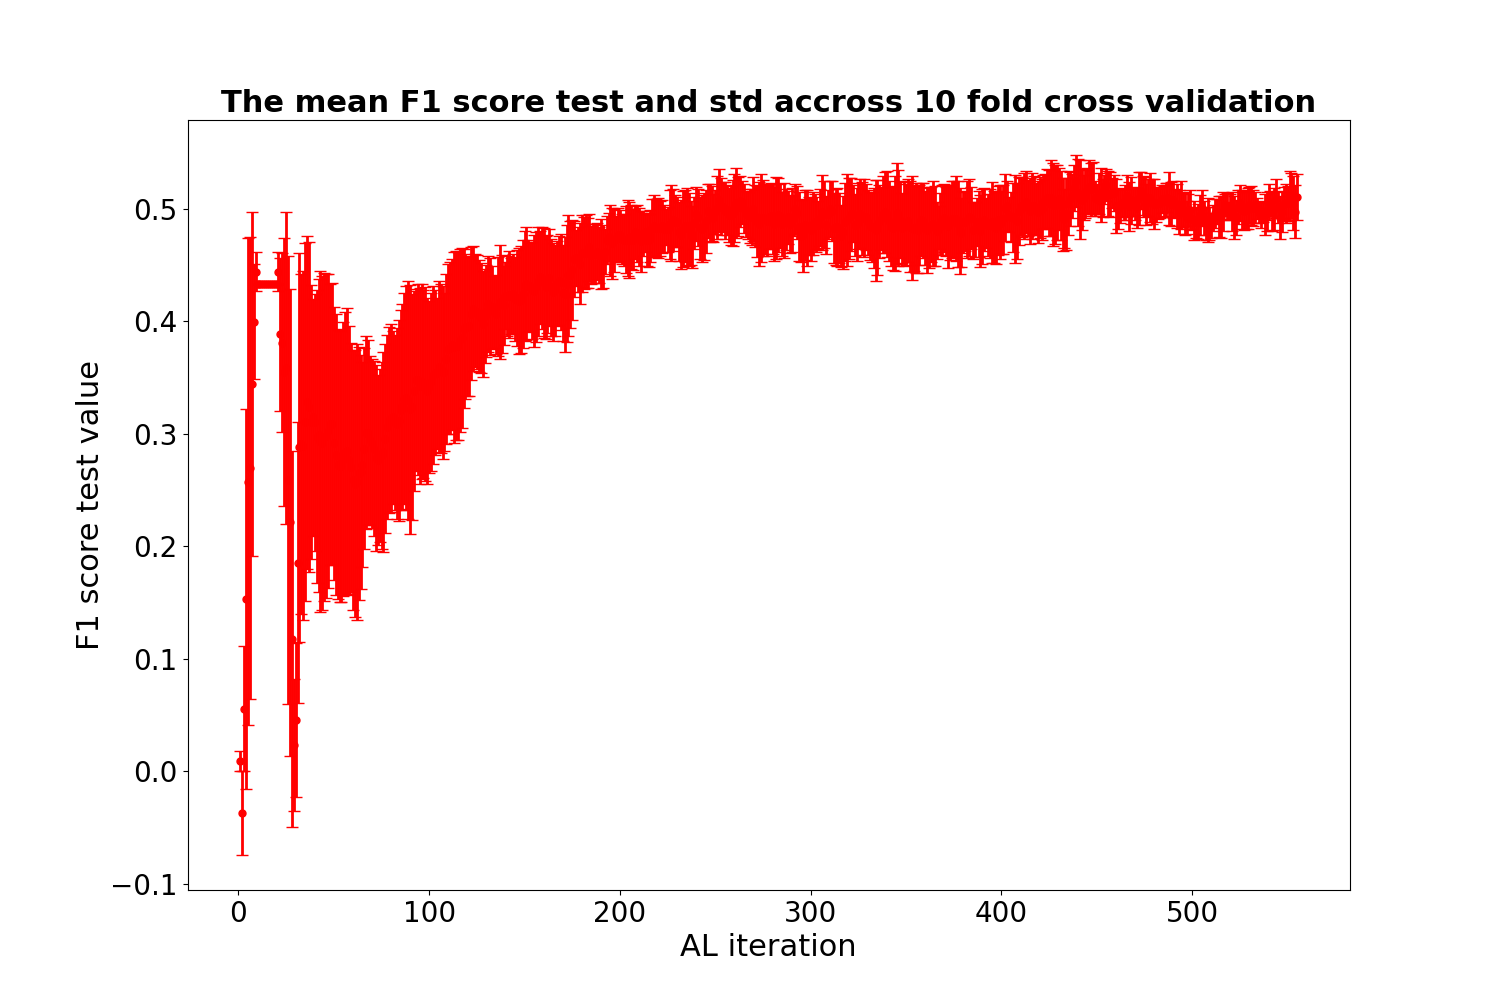 The mean F1 score test and std accross 10 fold cross validation
F1 score test value
0.5
0.4
0.3
0.2
0.1
0.0
−0.1
0 100 200 300 400 500
AL iteration